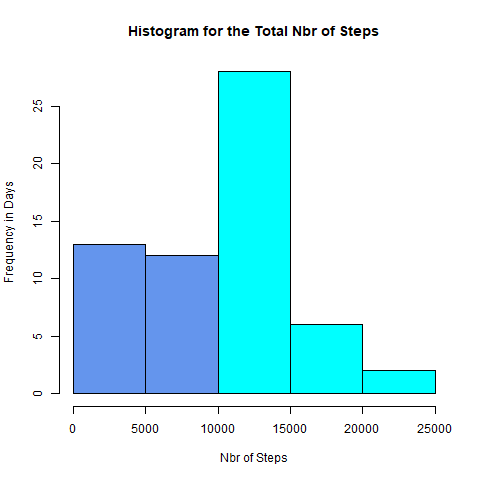 Histogram for the Total Nbr of Steps
Frequency in Days
25
20
15
10
5
0
0 5000 10000 15000 20000 25000
Nbr of Steps